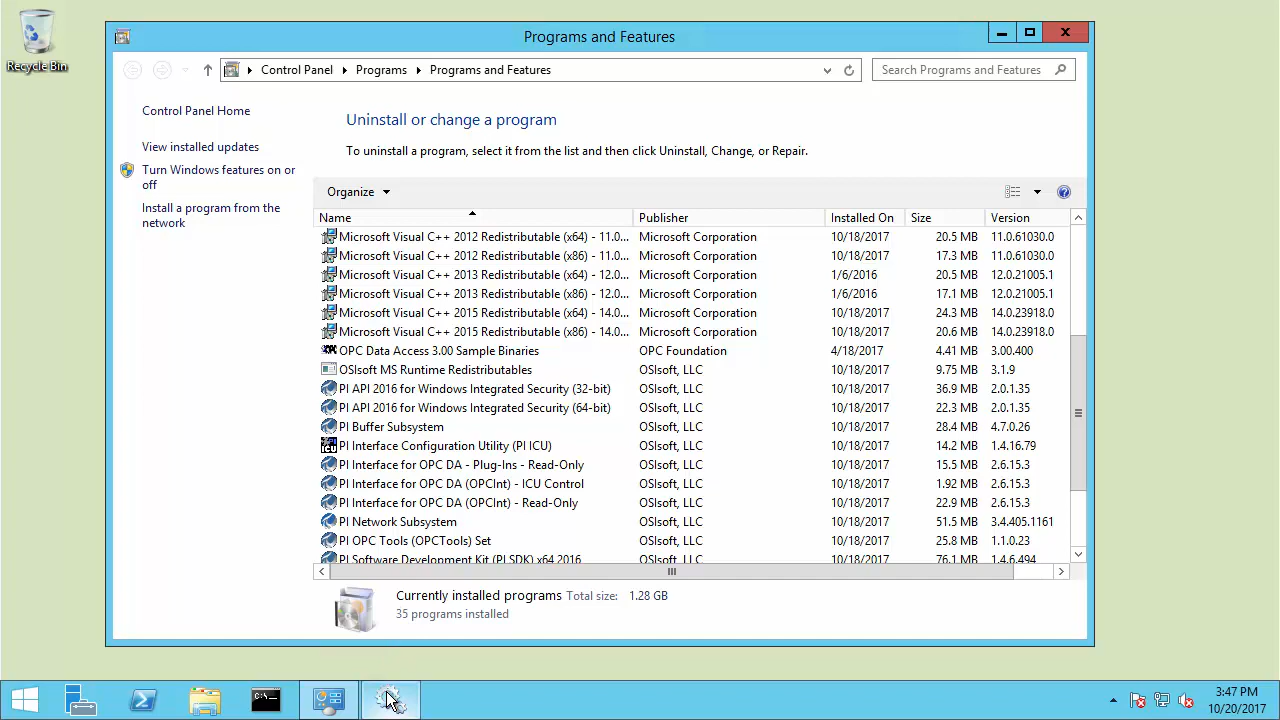 Recycle Bin
Programs and Features
Control Panel
Programs
Programs and Features
Search Programs and Features
Control Panel Home
View installed updates
Turn Windows features on or
off
Install a program from the
network
Uninstall or change a program
To uninstall a program, select it from the list and then click Uninstall, Change, or Repair.
Organize
Name Publisher Installed On Size Version
Microsoft Visual C++ 2012 Redistributable (x64) - 11.0... Microsoft Corporation 10/18/2017 20.5 MB 11.0.61030.0
Microsoft Visual C++ 2012 Redistributable (x86) - 11.0... Microsoft Corporation 10/18/2017 17.3 MB 11.0.61030.0
Microsoft Visual C++ 2013 Redistributable (x64) - 12.0... Microsoft Corporation 1/6/2016 20.5 MB 12.0.21005.1
Microsoft Visual C++ 2013 Redistributable (x86) - 12.0... Microsoft Corporation 1/6/2016 17.1 MB 12.0.21005.1
Microsoft Visual C++ 2015 Redistributable (x64) - 14.0... Microsoft Corporation 10/18/2017 24.3 MB 14.0.23918.0
Microsoft Visual C++ 2015 Redistributable (x86) - 14.0... Microsoft Corporation 10/18/2017 20.6 MB 14.0.23918.0
OPC Data Access 3.00 Sample Binaries OPC Foundation 4/18/2017 4.41 MB 3.00.400
OSIsoft MS Runtime Redistributables OSIsoft, LLC 10/18/2017 9.75 MB 3.1.9
PI API 2016 for Windows Integrated Security (32-bit) OSIsoft, LLC 10/18/2017 36.9 MB 2.0.1.35
PI API 2016 for Windows Integrated Security (64-bit) OSIsoft, LLC 10/18/2017 22.3 MB 2.0.1.35
PI Buffer Subsystem OSIsoft, LLC 10/18/2017 28.4 MB 4.7.0.26
PI Interface Configuration Utility (PI ICU) OSIsoft, LLC 10/18/2017 14.2 MB 1.4.16.79
PI Interface for OPC DA - Plug-Ins - Read-Only OSIsoft, LLC 10/18/2017 15.5 MB 2.6.15.3
PI Interface for OPC DA (OPCInt) - ICU Control OSIsoft, LLC 10/18/2017 1.92 MB 2.6.15.3
PI Interface for OPC DA (OPCInt) - Read-Only OSIsoft, LLC 10/18/2017 22.9 MB 2.6.15.3
PI Network Subsystem OSIsoft, LLC 10/18/2017 51.5 MB 3.4.405.1161
PI OPC Tools (OPCTools) Set OSIsoft, LLC 10/18/2017 25.8 MB 1.1.0.23
PI Software Development Kit (PI SDK) x64 2016 OSIsoft, LLC 10/18/2017 76.1 MB 1.4.6.494
Currently installed programs Total size: 1.28 GB
35 programs installed
3:47 PM
10/20/2017